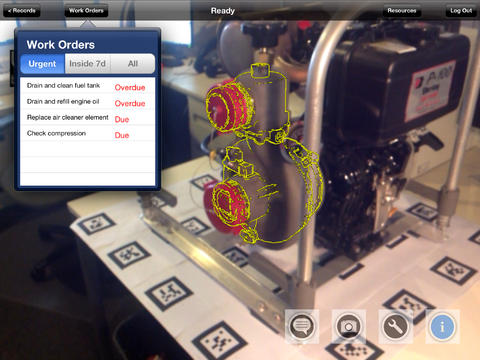 < Records
Work Orders
Ready
Resources
Log Out
Work Orders
Urgent
Inside 7d
All
Drain and clean fuel tank
Overdue
Drain and refill engine oil
Overdue
Replace air cleaner element
Due
Check compression
Due
P-100
i